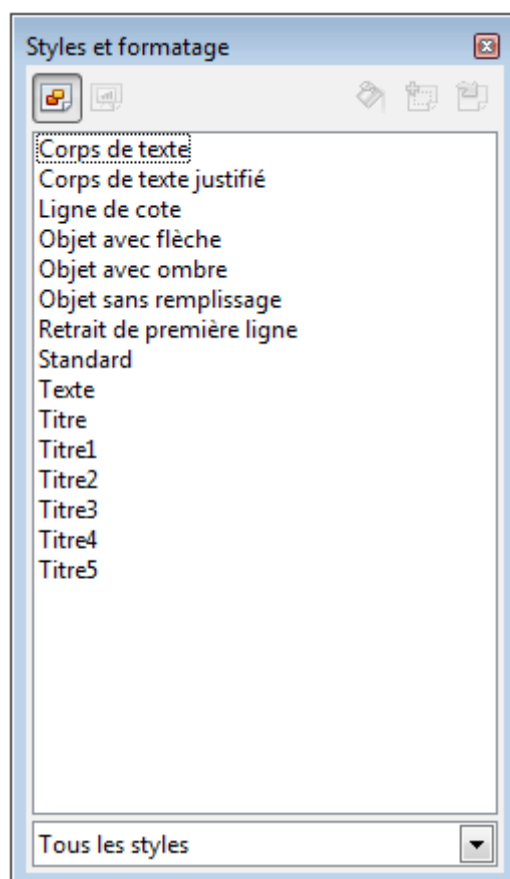 Styles et formatage
Corps de texte
Corps de texte justifié
Ligne de cote
Objet avec flèche
Objet avec ombre
Objet sans remplissage
Retrait de première ligne
Standard
Texte
Titre
Titre1
Titre2
Titre3
Titre4
Titre5
Tous les styles